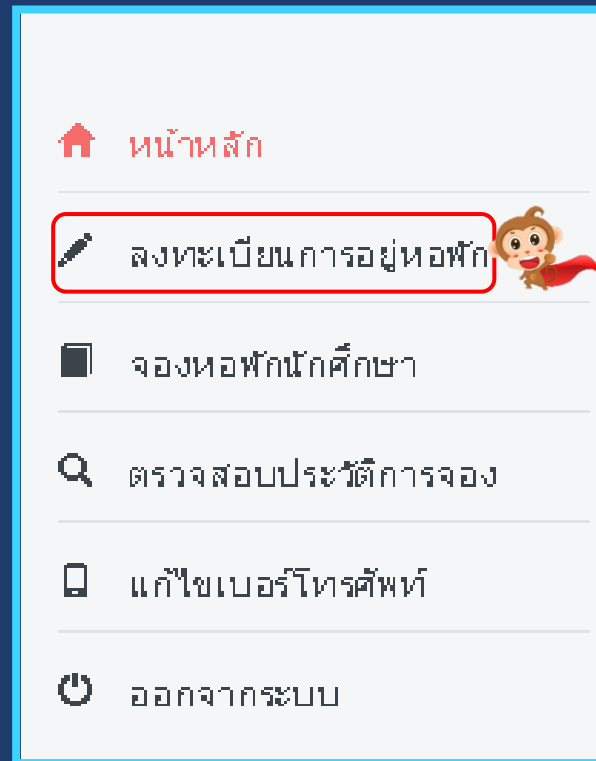 หน้าหลัก
ลงทะเบียนการอยู่หอพัก
จองหอพักนักศึกษา
ตรวจสอบประวัติการจอง
แก้ไขเบอร์โทรศัพท์
ออกจากระบบ